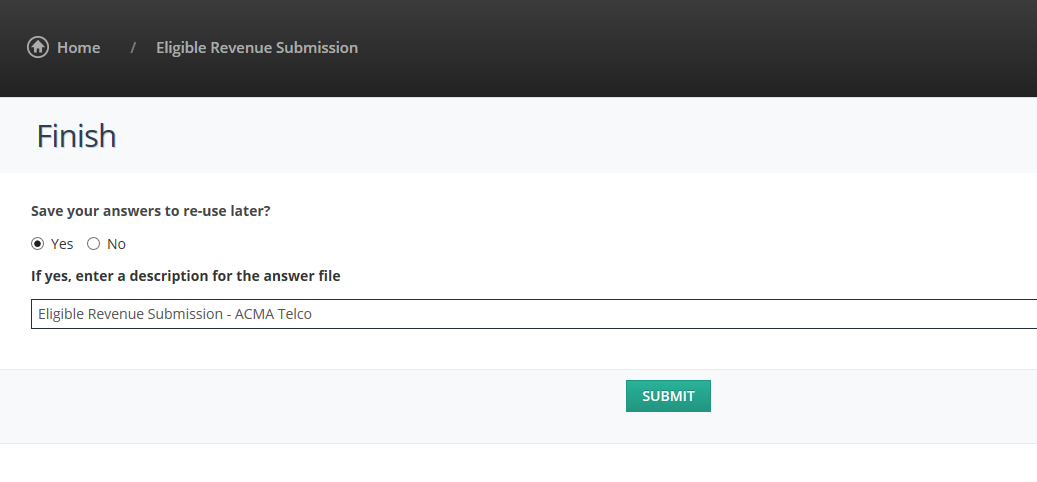 Home / Eligible Revenue Submission
Finish
Save your answers to re-use later?
Yes No
If yes, enter a description for the answer file
Eligible Revenue Submission - ACMA Telco
SUBMIT